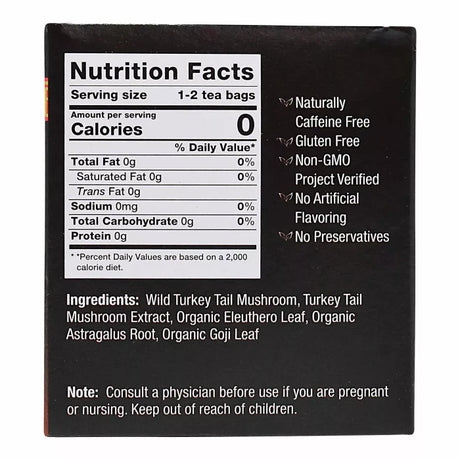 Nutrition Facts
Serving size 1-2 tea bags
Amount per serving
Calories 0
% Daily Value*
Total Fat 0g 0%
Saturated Fat 0g 0%
Trans Fat 0g
Sodium 0mg 0%
Total Carbohydrate 0g 0%
Protein 0g
* *Percent Daily Values are based on a 2,000
calorie diet.
Naturally
Caffeine Free
Gluten Free
Non-GMO
Project Verified
No Artificial
Flavoring
No Preservatives
Ingredients: Wild Turkey Tail Mushroom, Turkey Tail
Mushroom Extract, Organic Eleuthero Leaf, Organic
Astragalus Root, Organic Goji Leaf
Note: Consult a physician before use if you are pregnant
or nursing. Keep out of reach of children.